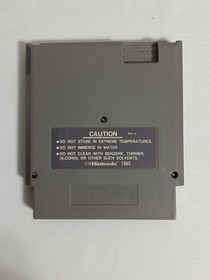 CAUTION
•DO NOT STORE IN EXTREME TEMPERATURES.
•DO NOT IMMERSE IN WATER.
•DO NOT CLEAN WITH BENZENE, THINNER,
ALCOHOL OR OTHER SUCH SOLVENTS.
©Nintendo 1985